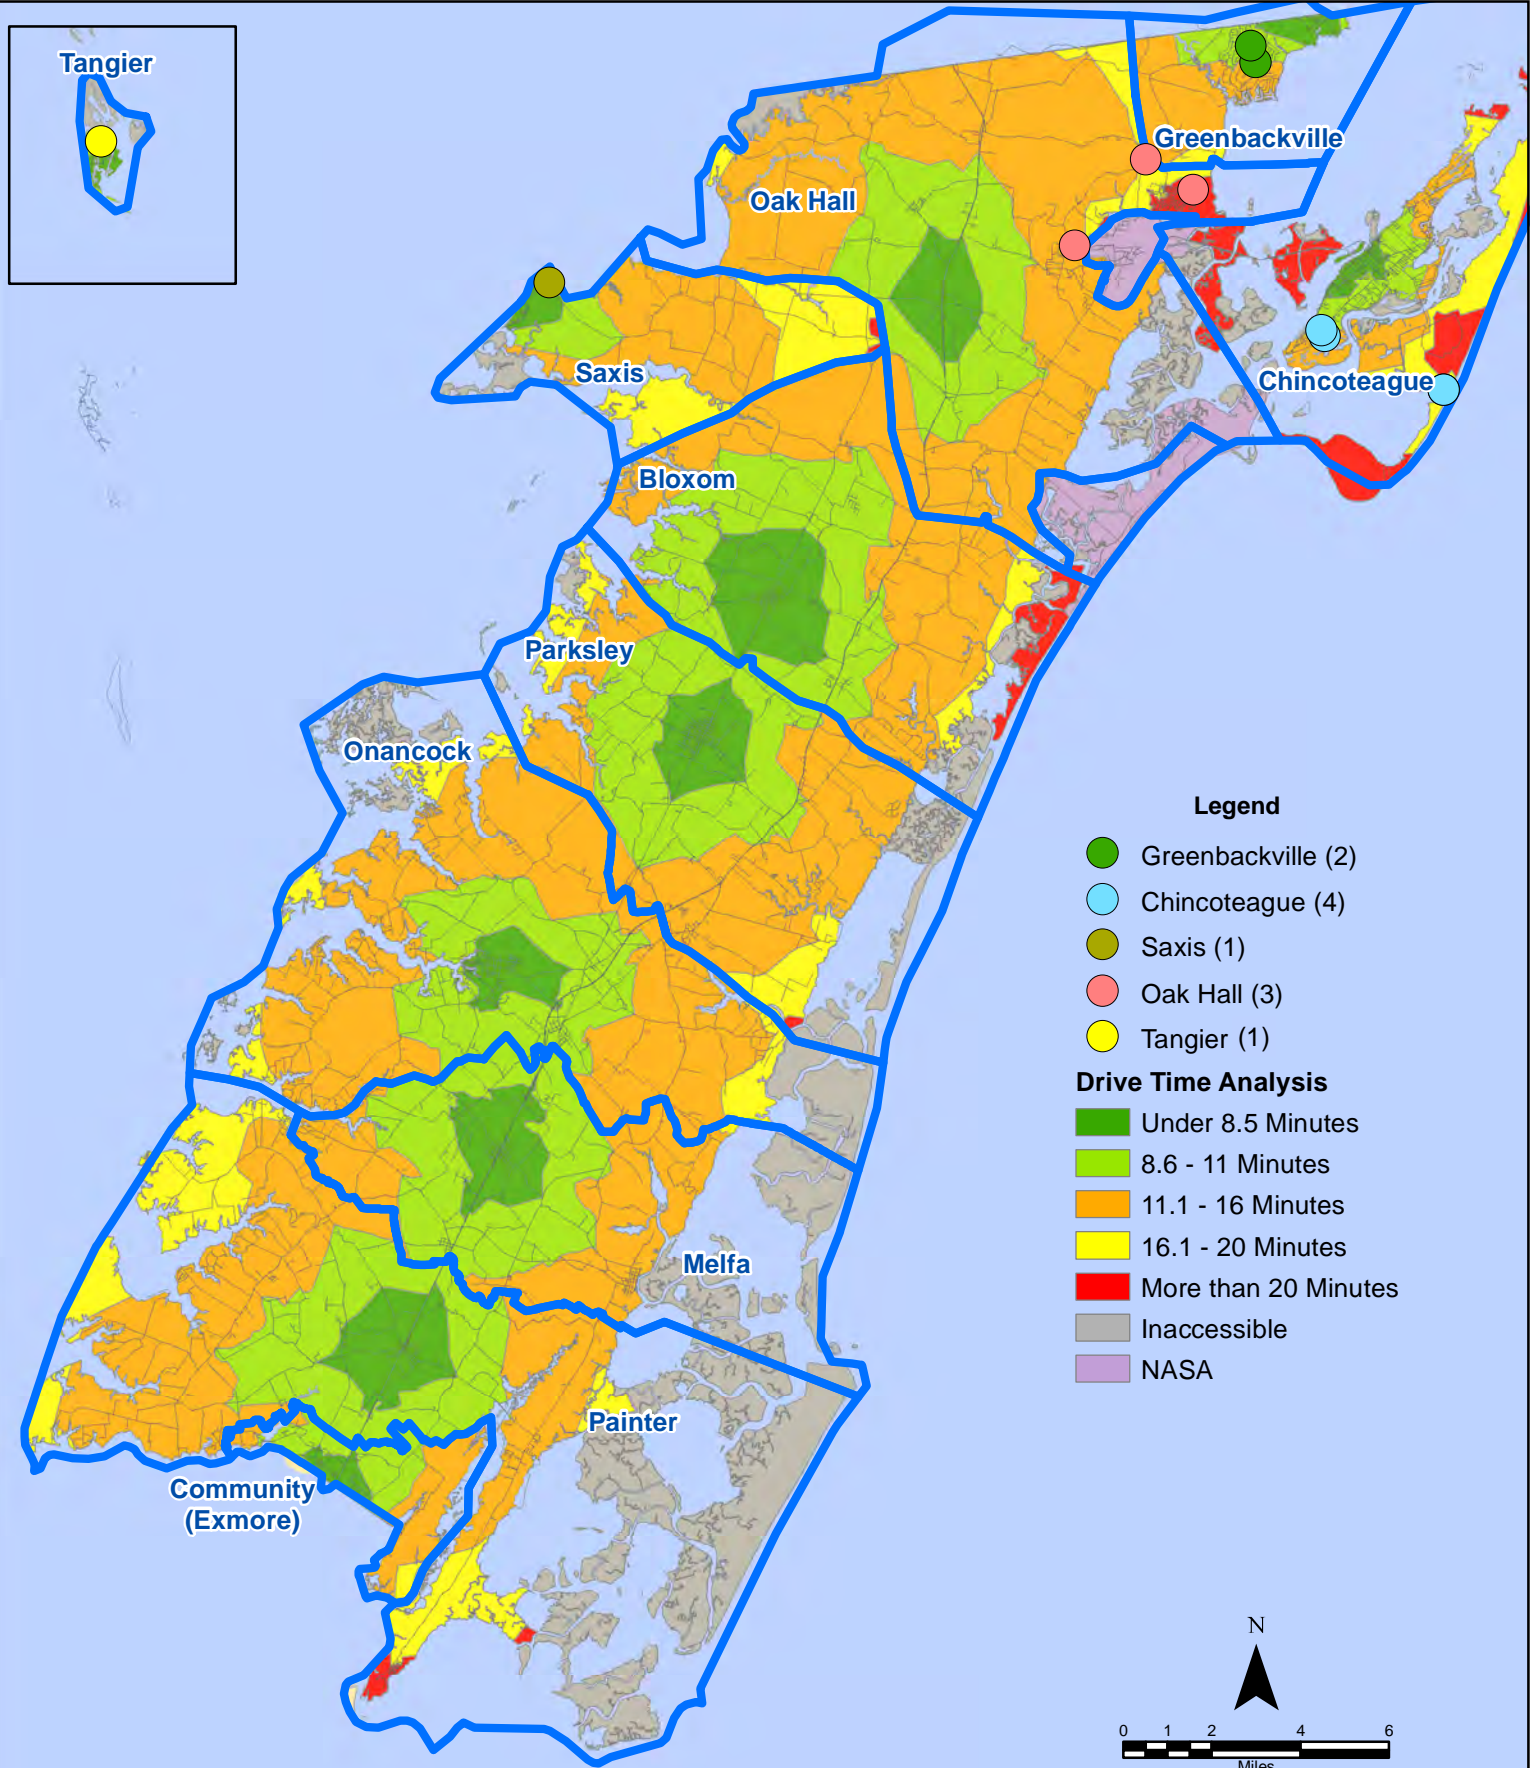 Tangier
Greenbackville
Oak Hall
Saxis
Chincoteague
Bloxom
Parksley
Onancock
Melfa
Painter
Community
(Exmore)
Legend
Greenbackville (2)
Chincoteague (4)
Saxis (1)
Oak Hall (3)
Tangier (1)
Drive Time Analysis
Under 8.5 Minutes
8.6 - 11 Minutes
11.1 - 16 Minutes
16.1 - 20 Minutes
More than 20 Minutes
Inaccessible
NASA
N
0 1 2 4 6
Miles